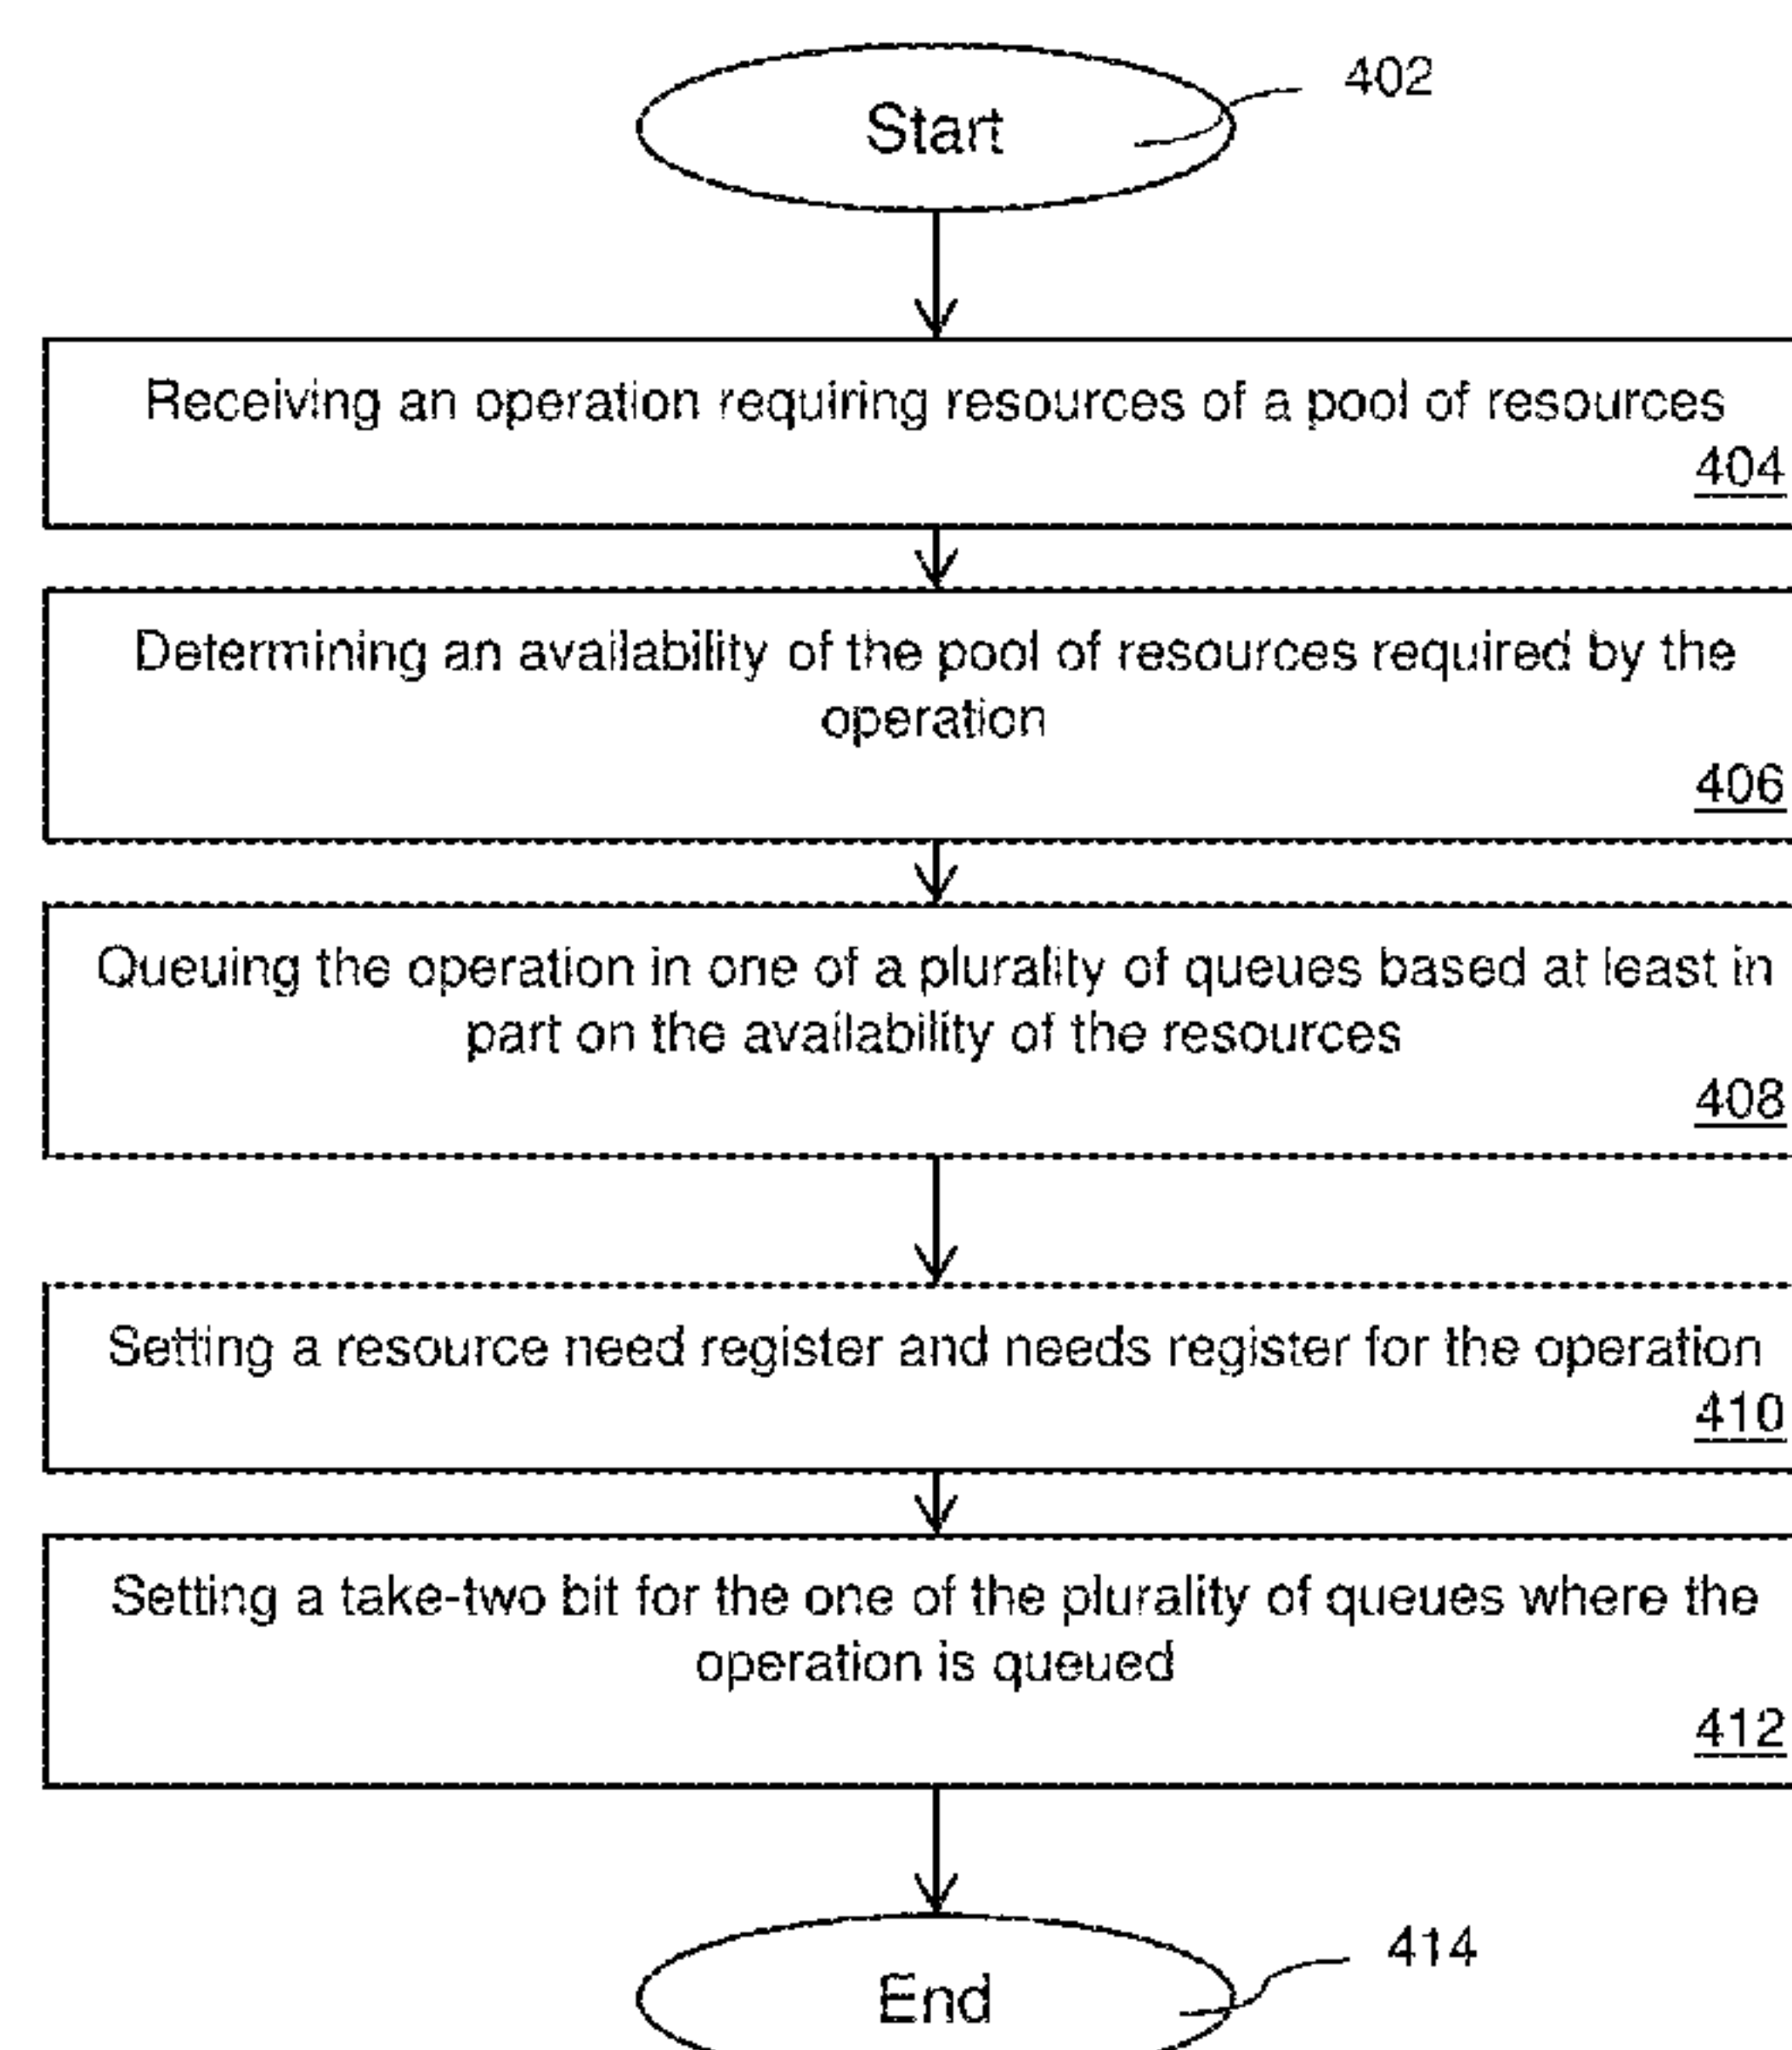 402
Start
Receiving an operation requiring resources of a pool of resources
404
Determining an availability of the pool of resources required by the
operation
406
Queuing the operation in one of a plurality of queues based at least in
part on the availability of the resources
408
Setting a resource need register and needs register for the operation
410
Setting a take-two bit for the one of the plurality of queues where the
operation is queued
412
414
End